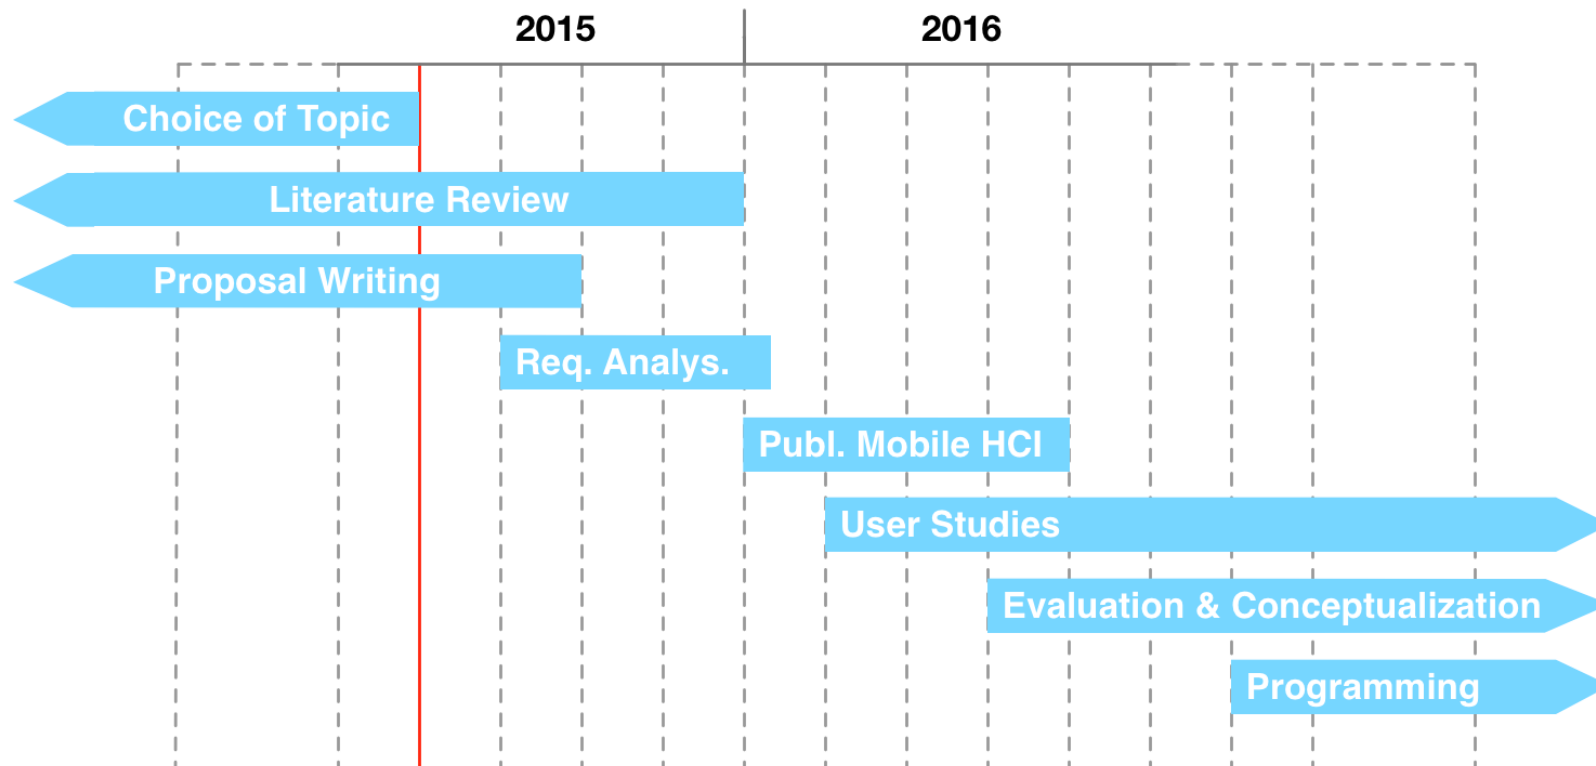 2015
2016
Choice of Topic
Literature Review
Proposal Writing
Req. Analys.
Publ. Mobile HCI
User Studies
Evaluation & Conceptualization
Programming